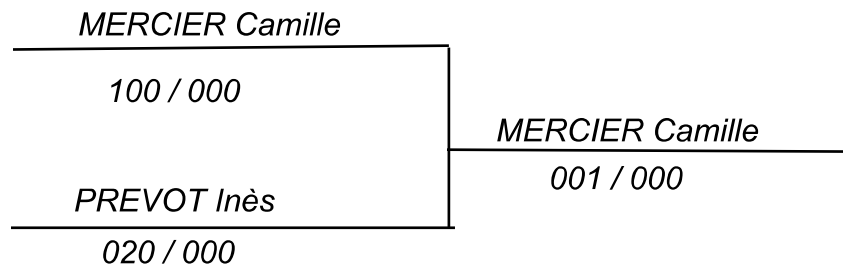 MERCIER Camille
100 / 000
MERCIER Camille
001 / 000
PREVOT Inès
020 / 000